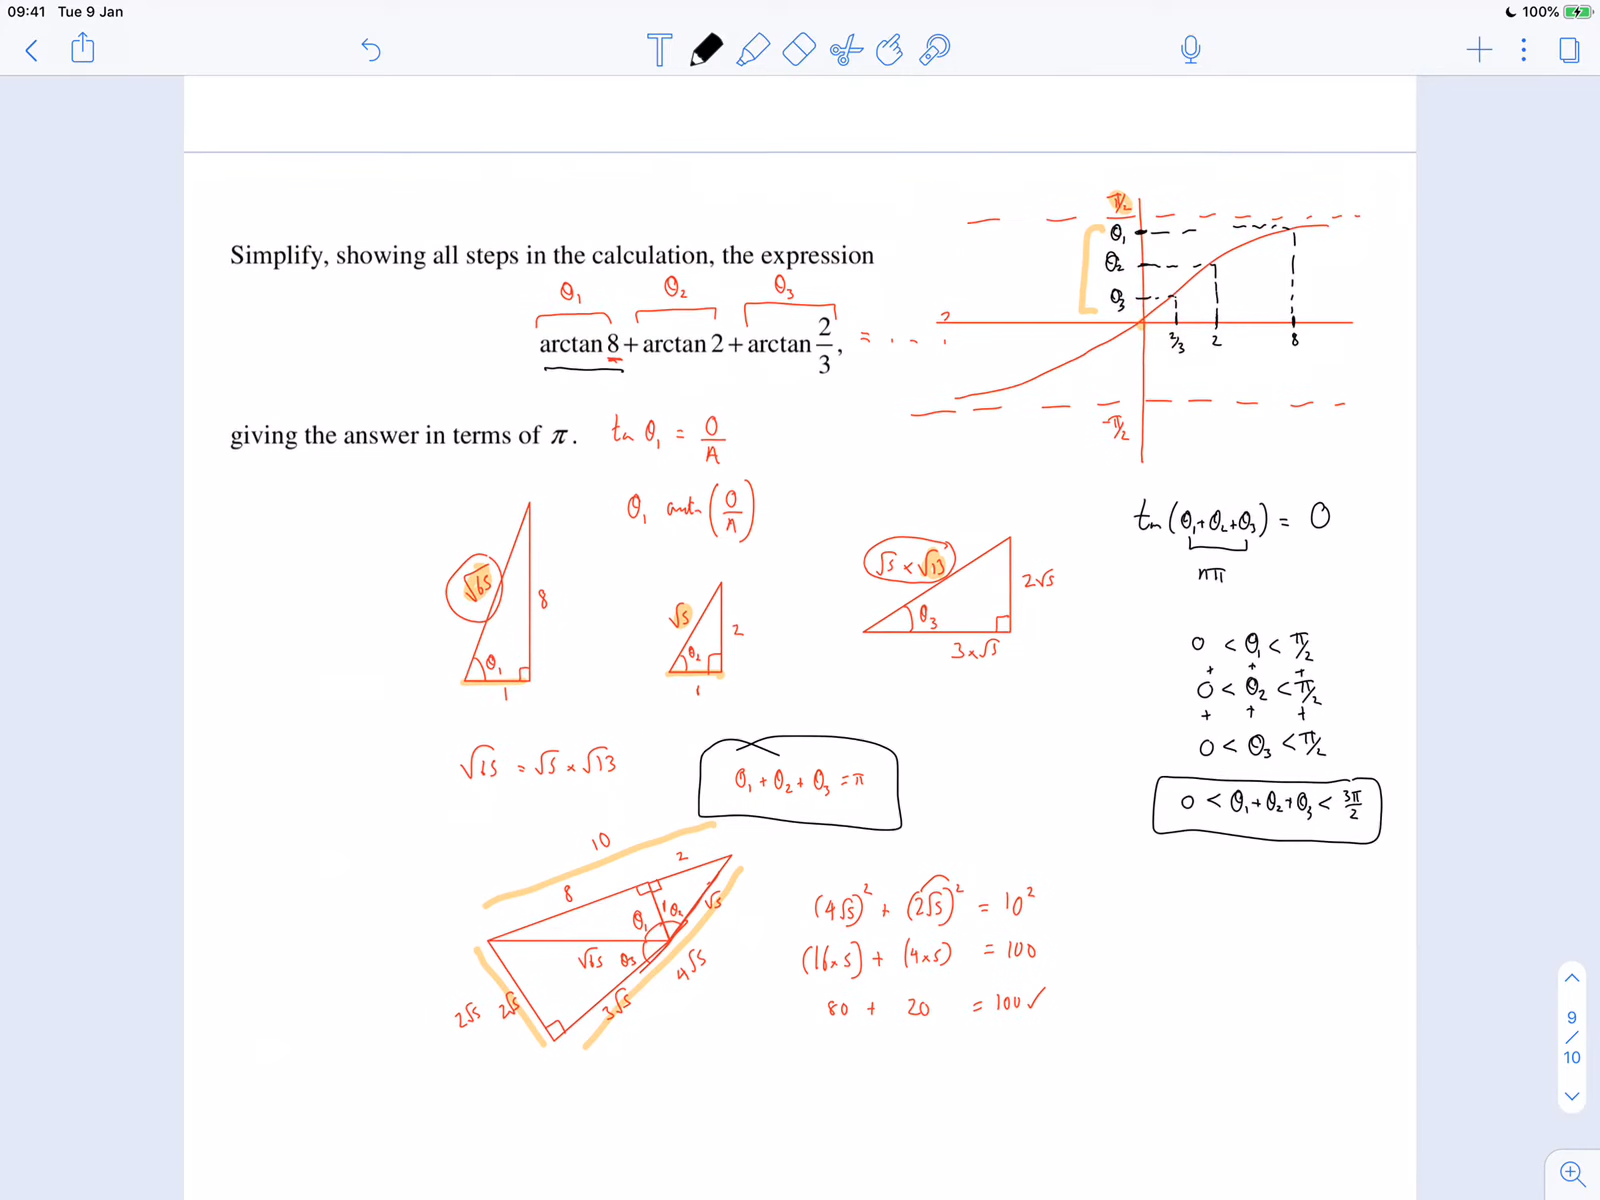 09:41 Tue 9 Jan
100%
T
Simplify, showing all steps in the calculation, the expression
θ₁ θ₂ θ₃
arctan 8 + arctan 2 + arctan 2/3, = . . . ?
giving the answer in terms of π.
tan θ₁ = O/A
θ₁ arctan (O/A)
π/2
θ₁
θ₂
θ₃
2/3 2 8
-π/2
tan (θ₁+θ₂+θ₃) = 0
nπ
√65 8 θ₁ 1
√5 2 θ₂ 1
√5 × √13 2√5 θ₃ 3×√5
0 < θ₁ < π/2
+ + +
0 < θ₂ < π/2
+ + +
0 < θ₃ < π/2
0 < θ₁+θ₂+θ₃ < 3π/2
√65 = √5 × √13
θ₁ + θ₂ + θ₃ = π
10
8 2
θ₁ 1 θ₂ √5
√65 θ₃ 4√5
2√5 2√5 3√5
(4√5)² + (2√5)² = 10²
(16×5) + (4×5) = 100
80 + 20 = 100 ✓
9
/
10